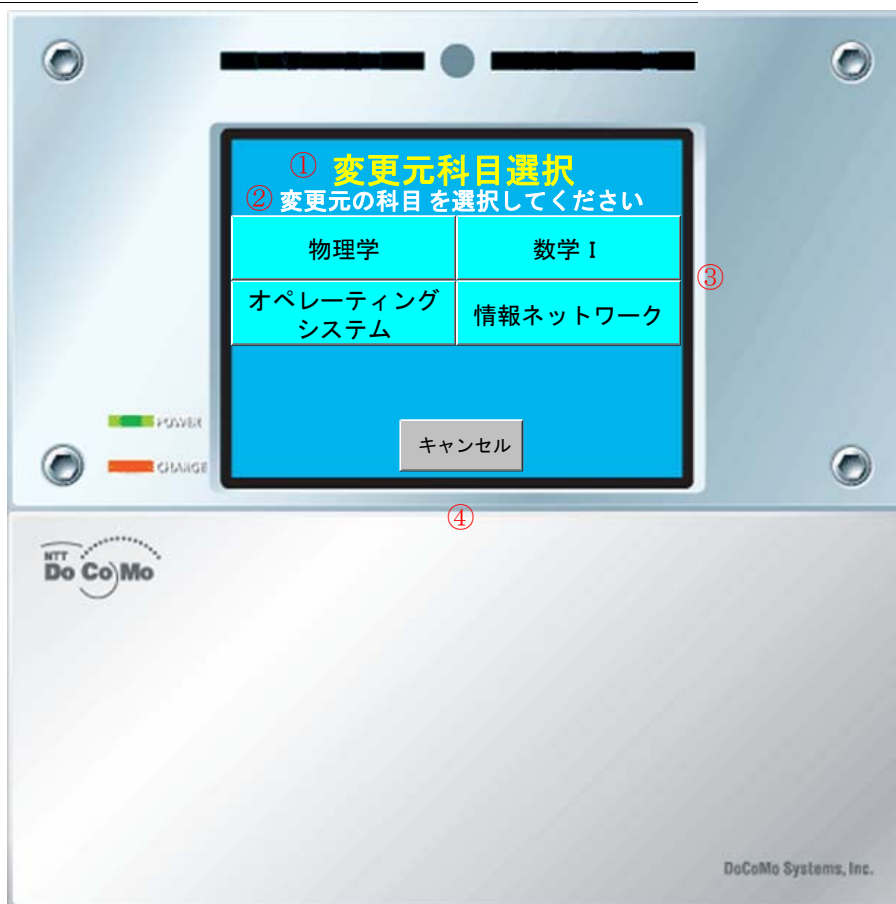 ① 変更元科目選択
② 変更元の科目 を選択してください
物理学
数学 I
③
オペレーティング
システム
情報ネットワーク
POWER
キャンセル
CHARGE
④
NTT
DoCoMo
DoCoMo Systems, Inc.